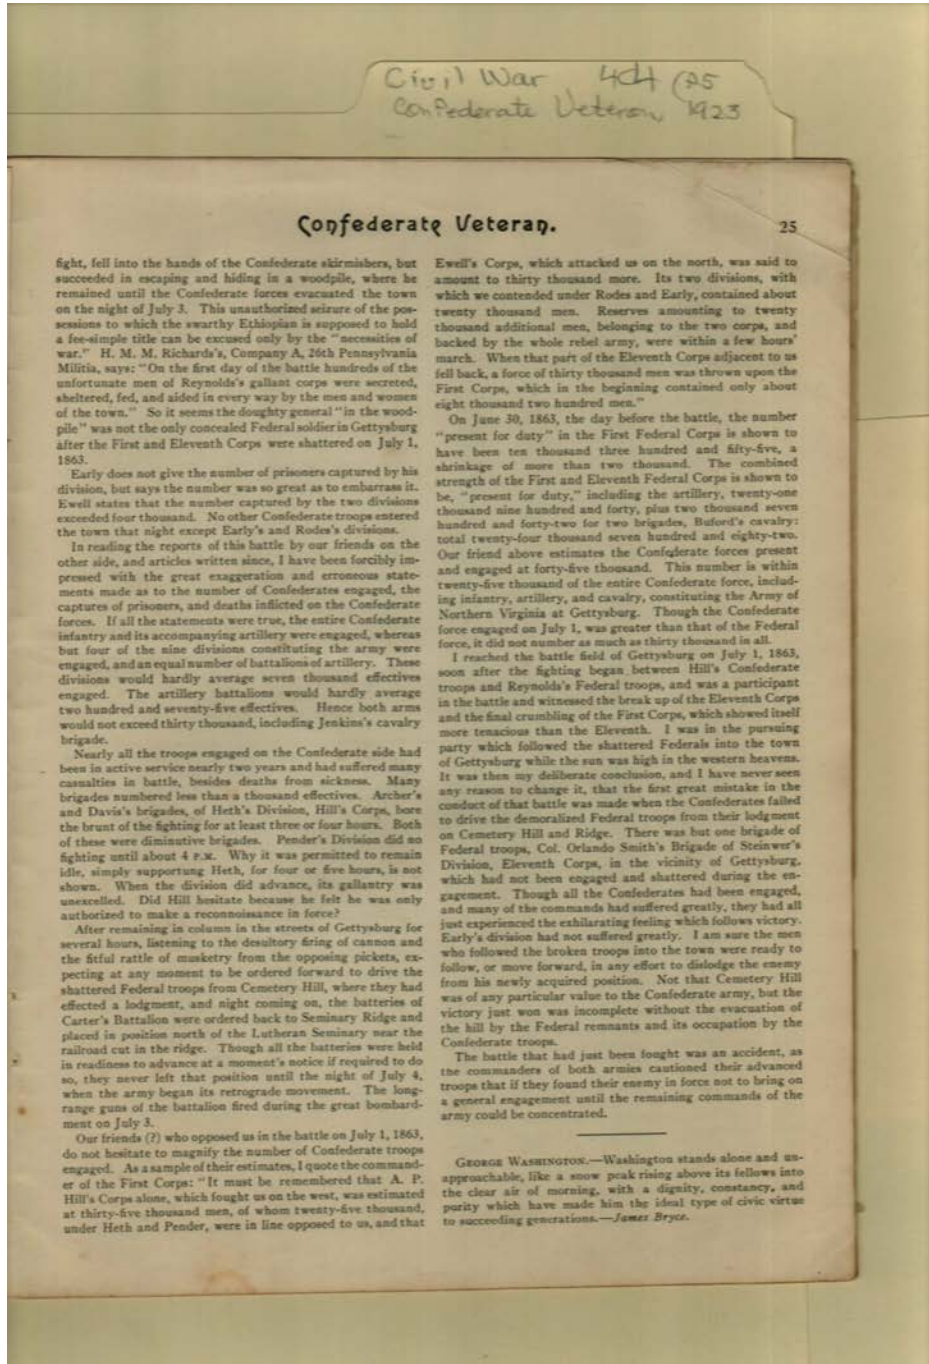 Civil War 4d4 (25
Confederate Veteran, 1923
Confederate Veteran.
25
fight, fell into the hands of the Confederate skirmishers, but
succeeded in escaping and hiding in a woodpile, where he
remained until the Confederate forces evacuated the town
on the night of July 3. This unauthorized seizure of the pos-
sessions to which the swarthy Ethiopian is supposed to hold
a fee-simple title can be excused only by the "necessities of
war." H. M. M. Richards's, Company A, 26th Pennsylvania
Militia, says: "On the first day of the battle hundreds of the
unfortunate men of Reynolds's gallant corps were secreted,
sheltered, fed, and aided in every way by the men and women
of the town." So it seems the doughty general "in the wood-
pile" was not the only concealed Federal soldier in Gettysburg
after the First and Eleventh Corps were shattered on July 1,
1863.
Early does not give the number of prisoners captured by his
division, but says the number was so great as to embarrass it.
Ewell states that the number captured by the two divisions
exceeded four thousand. No other Confederate troops entered
the town that night except Early's and Rodes's divisions.
In reading the reports of this battle by our friends on the
other side, and articles written since, I have been forcibly im-
pressed with the great exaggeration and erroneous state-
ments made as to the number of Confederates engaged, the
captures of prisoners, and deaths inflicted on the Confederate
forces. If all the statements were true, the entire Confederate
infantry and its accompanying artillery were engaged, whereas
but four of the nine divisions constituting the army were
engaged, and an equal number of battalions of artillery. These
divisions would hardly average seven thousand effectives
engaged. The artillery battalions would hardly average
two hundred and seventy-five effectives. Hence both arms
would not exceed thirty thousand, including Jenkins's cavalry
brigade.
Nearly all the troops engaged on the Confederate side had
been in active service nearly two years and had suffered many
casualties in battle, besides deaths from sickness. Many
brigades numbered less than a thousand effectives. Archer's
and Davis's brigades, of Heth's Division, Hill's Corps, bore
the brunt of the fighting for at least three or four hours. Both
of these were diminutive brigades. Pender's Division did no
fighting until about 4 P.M. Why it was permitted to remain
idle, simply supportung Heth, for four or five hours, is not
shown. When the division did advance, its gallantry was
unexcelled. Did Hill hesitate because he felt he was only
authorized to make a reconnoissance in force?
After remaining in column in the streets of Gettysburg for
several hours, listening to the desultory firing of cannon and
the fitful rattle of musketry from the opposing pickets, ex-
pecting at any moment to be ordered forward to drive the
shattered Federal troops from Cemetery Hill, where they had
effected a lodgment, and night coming on, the batteries of
Carter's Battalion were ordered back to Seminary Ridge and
placed in position north of the Lutheran Seminary near the
railroad cut in the ridge. Though all the batteries were held
in readiness to advance at a moment's notice if required to do
so, they never left that position until the night of July 4,
when the army began its retrograde movement. The long-
range guns of the battalion fired during the great bombard-
ment on July 3.
Our friends (?) who opposed us in the battle on July 1, 1863,
do not hesitate to magnify the number of Confederate troops
engaged. As a sample of their estimates, I quote the command-
er of the First Corps: "It must be remembered that A. P.
Hill's Corps alone, which fought us on the west, was estimated
at thirty-five thousand men, of whom twenty-five thousand,
under Heth and Pender, were in line opposed to us, and that
Ewell's Corps, which attacked us on the north, was said to
amount to thirty thousand more. Its two divisions, with
which we contended under Rodes and Early, contained about
twenty thousand men. Reserves amounting to twenty
thousand additional men, belonging to the two corps, and
backed by the whole rebel army, were within a few hours'
march. When that part of the Eleventh Corps adjacent to us
fell back, a force of thirty thousand men was thrown upon the
First Corps, which in the beginning contained only about
eight thousand two hundred men."
On June 30, 1863, the day before the battle, the number
"present for duty" in the First Federal Corps is shown to
have been ten thousand three hundred and fifty-five, a
shrinkage of more than two thousand. The combined
strength of the First and Eleventh Federal Corps is shown to
be, "present for duty," including the artillery, twenty-one
thousand nine hundred and forty, plus two thousand seven
hundred and forty-two for two brigades, Buford's cavalry:
total twenty-four thousand seven hundred and eighty-two.
Our friend above estimates the Confederate forces present
and engaged at forty-five thousand. This number is within
twenty-five thousand of the entire Confederate force, includ-
ing infantry, artillery, and cavalry, constituting the Army of
Northern Virginia at Gettysburg. Though the Confederate
force engaged on July 1, was greater than that of the Federal
force, it did not number as much as thirty thousand in all.
I reached the battle field of Gettysburg on July 1, 1863,
soon after the fighting began between Hill's Confederate
troops and Reynolds's Federal troops, and was a participant
in the battle and witnessed the break up of the Eleventh Corps
and the final crumbling of the First Corps, which showed itself
more tenacious than the Eleventh. I was in the pursuing
party which followed the shattered Federals into the town
of Gettysburg while the sun was high in the western heavens.
It was then my deliberate conclusion, and I have never seen
any reason to change it, that the first great mistake in the
conduct of that battle was made when the Confederates failed
to drive the demoralized Federal troops from their lodgment
on Cemetery Hill and Ridge. There was but one brigade of
Federal troops, Col. Orlando Smith's Brigade of Steinwer's
Division, Eleventh Corps, in the vicinity of Gettysburg,
which had not been engaged and shattered during the en-
gagement. Though all the Confederates had been engaged,
and many of the commands had suffered greatly, they had all
just experienced the exhilarating feeling which follows victory.
Early's division had not suffered greatly. I am sure the men
who followed the broken troops into the town were ready to
follow, or move forward, in any effort to dislodge the enemy
from his newly acquired position. Not that Cemetery Hill
was of any particular value to the Confederate army, but the
victory just won was incomplete without the evacuation of
the hill by the Federal remnants and its occupation by the
Confederate troops.
The battle that had just been fought was an accident, as
the commanders of both armies cautioned their advanced
troops that if they found their enemy in force not to bring on
a general engagement until the remaining commands of the
army could be concentrated.
GEORGE WASHINGTON.—Washington stands alone and un-
approachable, like a snow peak rising above its fellows into
the clear air of morning, with a dignity, constancy, and
purity which have made him the ideal type of civic virtue
to succeeding generations.—James Bryce.